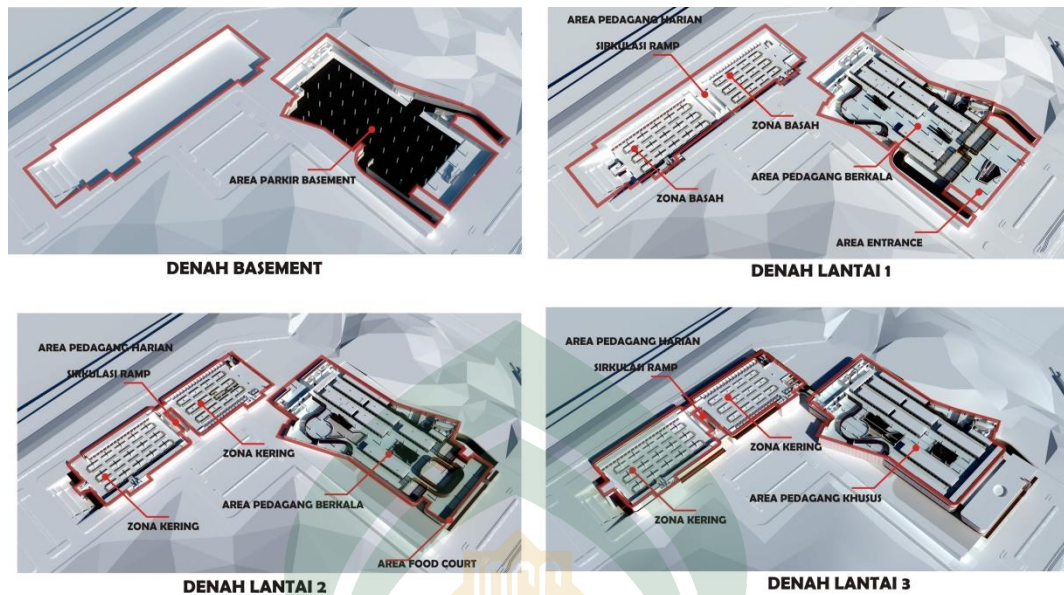 AREA PARKIR BASEMENT
DENAH BASEMENT
AREA PEDAGANG HARIAN
SIRKULASI RAMP
ZONA BASAH
ZONA BASAH
AREA PEDAGANG BERKALA
AREA ENTRANCE
DENAH LANTAI 1
AREA PEDAGANG HARIAN
SIRKULASI RAMP
ZONA KERING
ZONA KERING
AREA PEDAGANG BERKALA
AREA FOOD COURT
DENAH LANTAI 2
AREA PEDAGANG HARIAN
SIRKULASI RAMP
ZONA KERING
ZONA KERING
AREA PEDAGANG KHUSUS
DENAH LANTAI 3